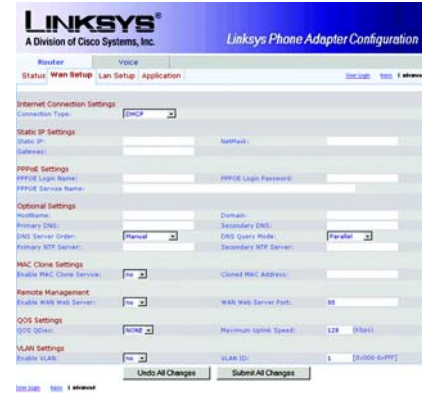 LINKSYS®
A Division of Cisco Systems, Inc.
Linksys Phone Adapter Configuration
Router Voice
Status Wan Setup Lan Setup Application User Login basic | advanced
Internet Connection Settings
Connection Type: DHCP
Static IP Settings
Static IP: NetMask:
Gateway:
PPPoE Settings
PPPOE Login Name: PPPOE Login Password:
PPPOE Service Name:
Optional Settings
HostName: Domain:
Primary DNS: Secondary DNS:
DNS Server Order: Manual DNS Query Mode: Parallel
Primary NTP Server: Secondary NTP Server:
MAC Clone Settings
Enable MAC Clone Service: no Cloned MAC Address:
Remote Management
Enable WAN Web Server: no WAN Web Server Port: 80
QOS Settings
QOS QDisc: NONE Maximum Uplink Speed: 128 (Kbps)
VLAN Settings
Enable VLAN: no VLAN ID: 1 [0x000-0xFFF]
Undo All Changes Submit All Changes
User Login basic | advanced